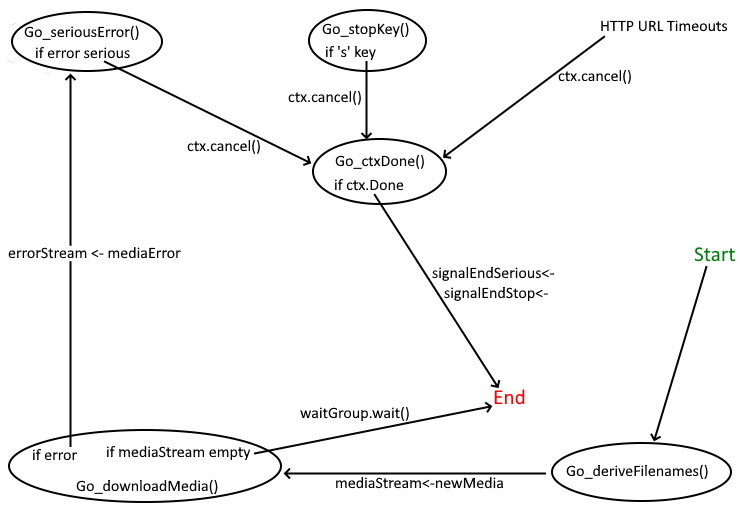 Go_seriousError()
if error serious
Go_stopKey()
if 's' key
HTTP URL Timeouts
ctx.cancel()
ctx.cancel()
ctx.cancel()
Go_ctxDone()
if ctx.Done
errorStream <- mediaError
Start
signalEndSerious<-
signalEndStop<-
End
waitGroup.wait()
if error
if mediaStream empty
Go_downloadMedia()
mediaStream<-newMedia
Go_deriveFilenames()